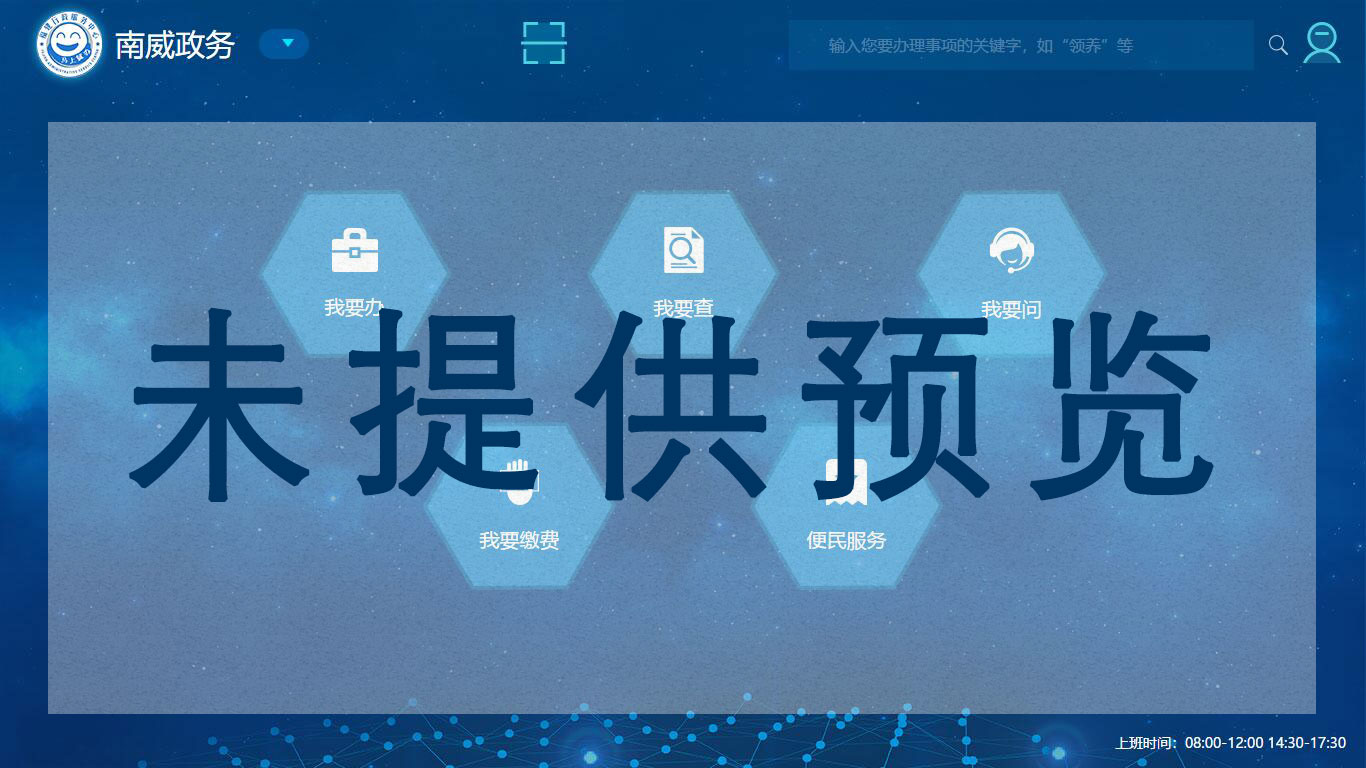 南威政务
输入您要办理事项的关键字，如“领养”等
我要办
我要查
我要问
未提供预览
我要缴费
便民服务
上班时间：08:00-12:00 14:30-17:30